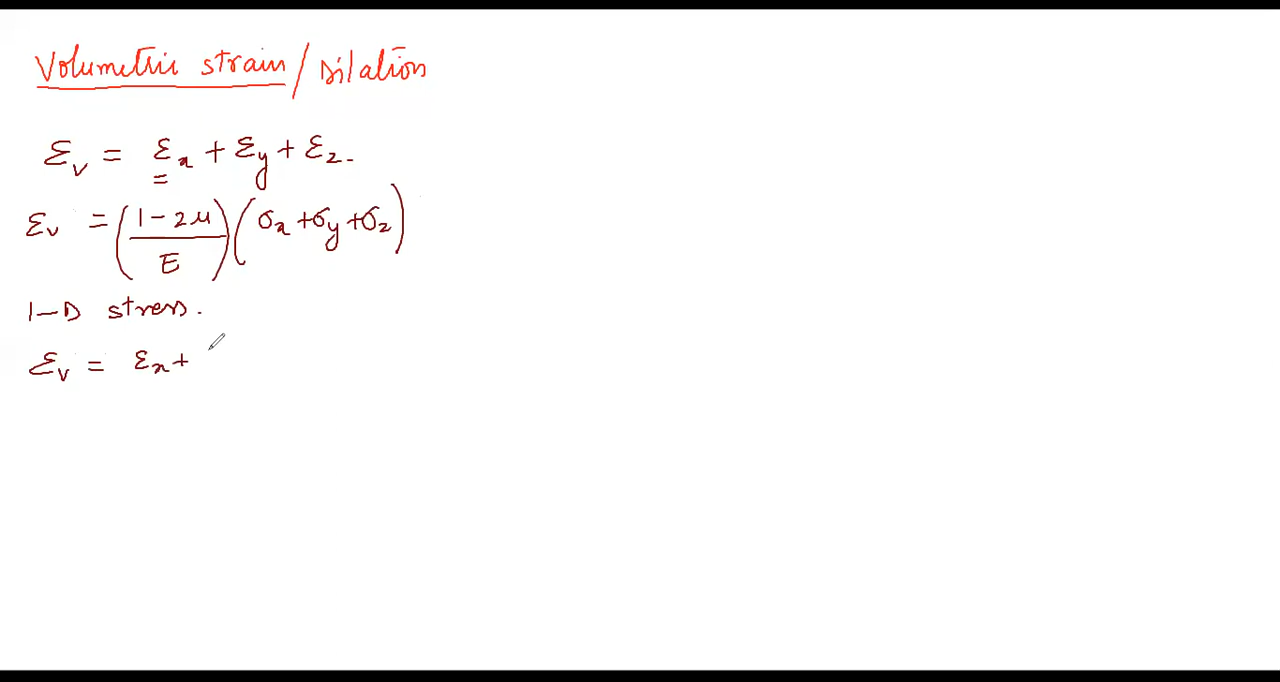 Volumetric strain / Dilation
εv = εx + εy + εz.
εv = (1 - 2μ / E) (σx + σy + σz)
1-D stress.
εv = εx +